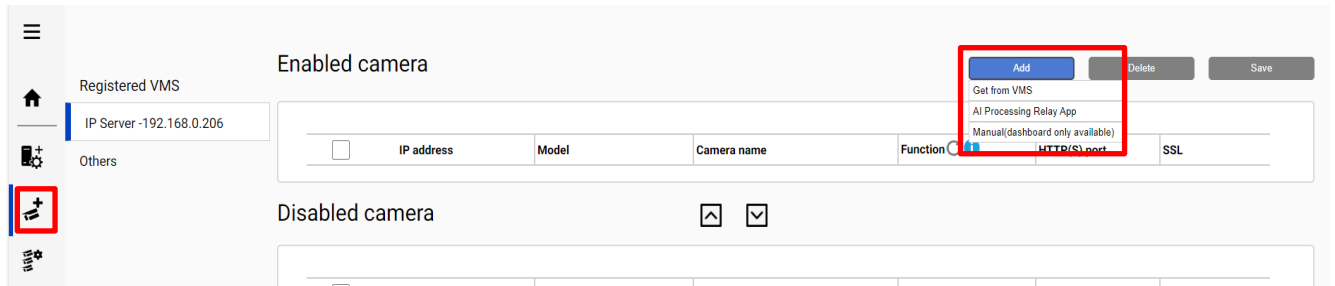 Enabled camera
Add
Delete
Save
Registered VMS
Get from VMS
AI Processing Relay App
IP Server -192.168.0.206
Manual(dashboard only available)
IP address
Model
Camera name
Function
HTTP(S) port
SSL
Others
Disabled camera